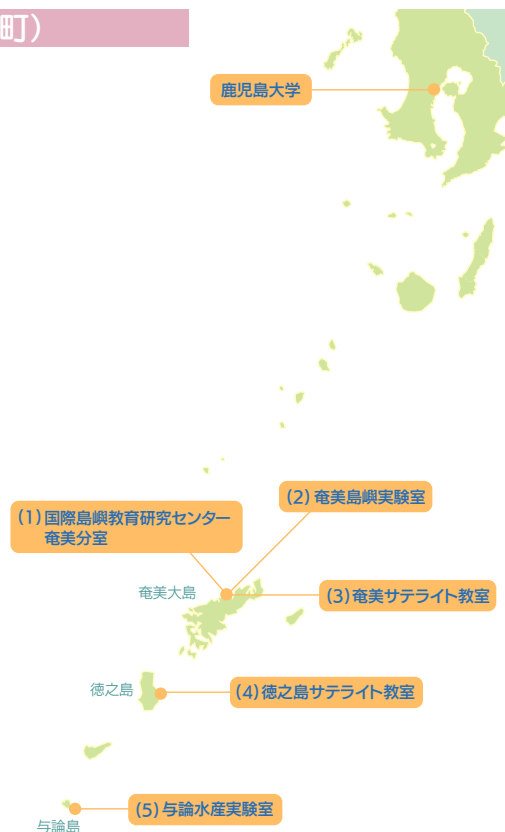 町）
鹿児島大学
(2)奄美島嶼実験室
(1)国際島嶼教育研究センター
奄美分室
奄美大島
(3)奄美サテライト教室
徳之島
(4)徳之島サテライト教室
(5)与論水産実験室
与論島